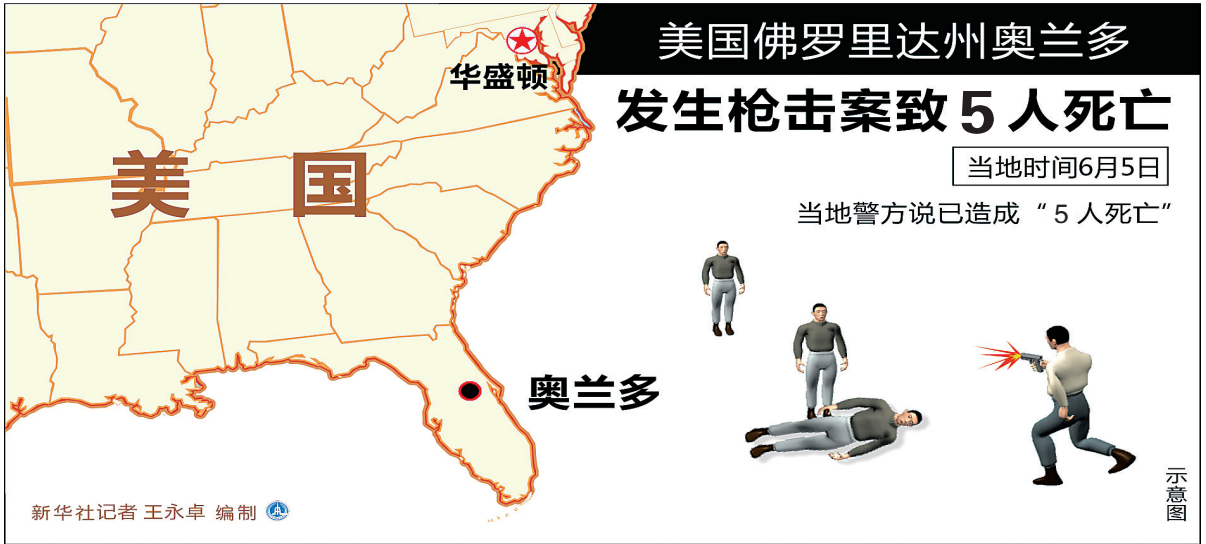 美国佛罗里达州奥兰多
发生枪击案致5人死亡
当地时间6月5日
当地警方说已造成“5人死亡”
华盛顿
美 国
奥兰多
示意图
新华社记者 王永卓 编制